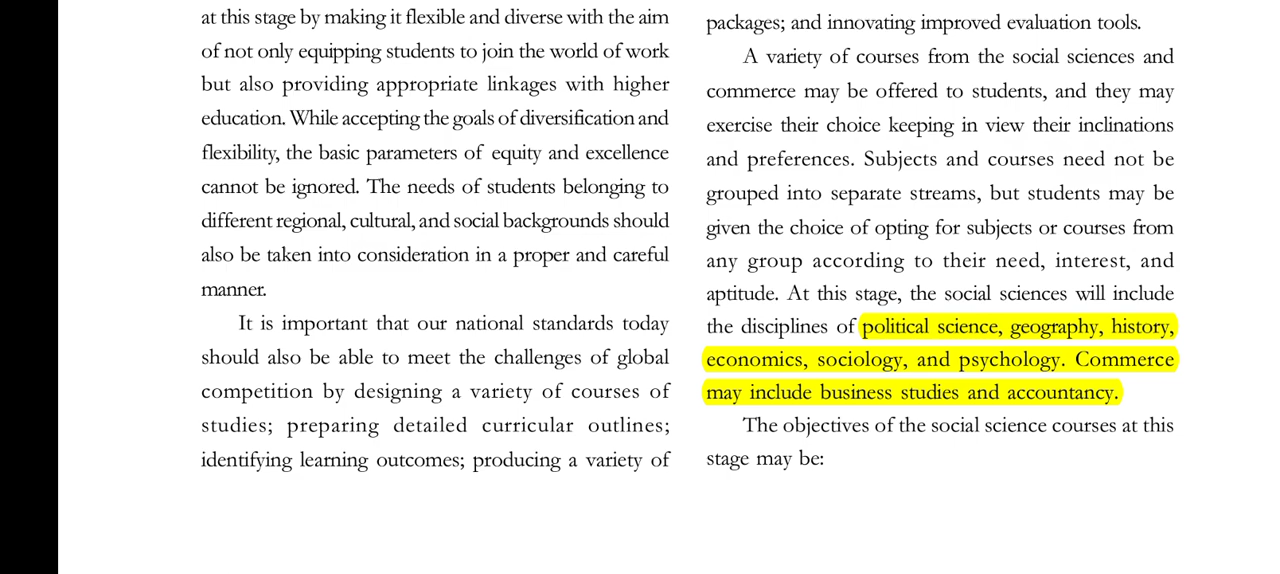 at this stage by making it flexible and diverse with the aim
of not only equipping students to join the world of work
but also providing appropriate linkages with higher
education. While accepting the goals of diversification and
flexibility, the basic parameters of equity and excellence
cannot be ignored. The needs of students belonging to
different regional, cultural, and social backgrounds should
also be taken into consideration in a proper and careful
manner.
It is important that our national standards today
should also be able to meet the challenges of global
competition by designing a variety of courses of
studies; preparing detailed curricular outlines;
identifying learning outcomes; producing a variety of
packages; and innovating improved evaluation tools.
A variety of courses from the social sciences and
commerce may be offered to students, and they may
exercise their choice keeping in view their inclinations
and preferences. Subjects and courses need not be
grouped into separate streams, but students may be
given the choice of opting for subjects or courses from
any group according to their need, interest, and
aptitude. At this stage, the social sciences will include
the disciplines of political science, geography, history,
economics, sociology, and psychology. Commerce
may include business studies and accountancy.
The objectives of the social science courses at this
stage may be: